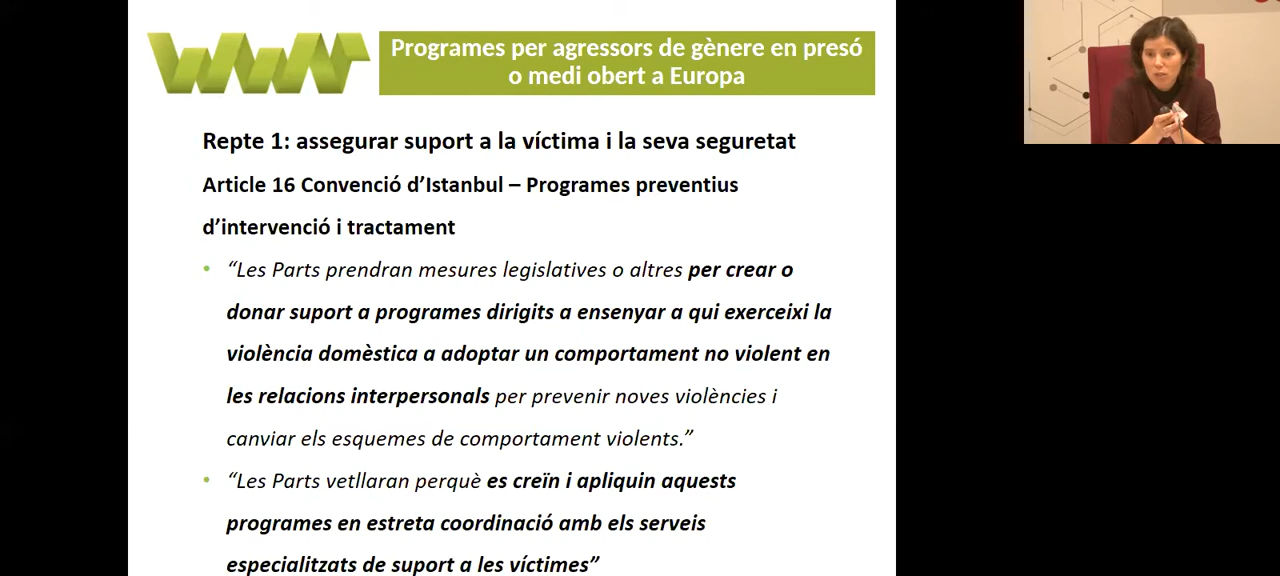 WWP
Programes per agressors de gènere en presó
o medi obert a Europa
Repte 1: assegurar suport a la víctima i la seva seguretat
Article 16 Convenció d’Istanbul – Programes preventius
d’intervenció i tractament
• “Les Parts prendran mesures legislatives o altres per crear o
donar suport a programes dirigits a ensenyar a qui exerceixi la
violència domèstica a adoptar un comportament no violent en
les relacions interpersonals per prevenir noves violències i
canviar els esquemes de comportament violents.”
• “Les Parts vetllaran perquè es creïn i apliquin aquests
programes en estreta coordinació amb els serveis
especialitzats de suport a les víctimes”